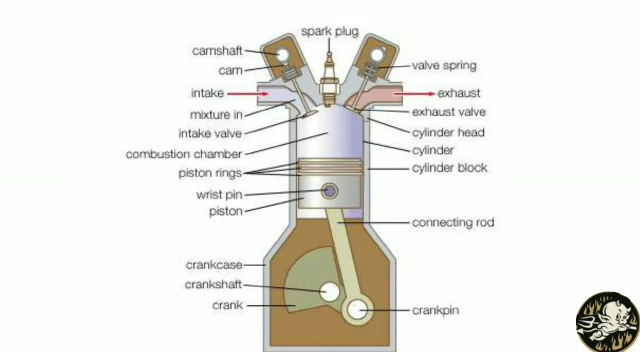 spark plug
camshaft
cam
valve spring
intake
exhaust
mixture in
exhaust valve
intake valve
cylinder head
combustion chamber
cylinder
piston rings
cylinder block
wrist pin
piston
connecting rod
crankcase
crankshaft
crank
crankpin